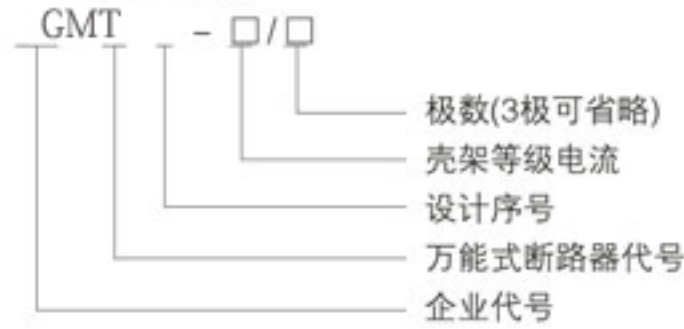 GMT - □/□
极数(3极可省略)
壳架等级电流
设计序号
万能式断路器代号
企业代号